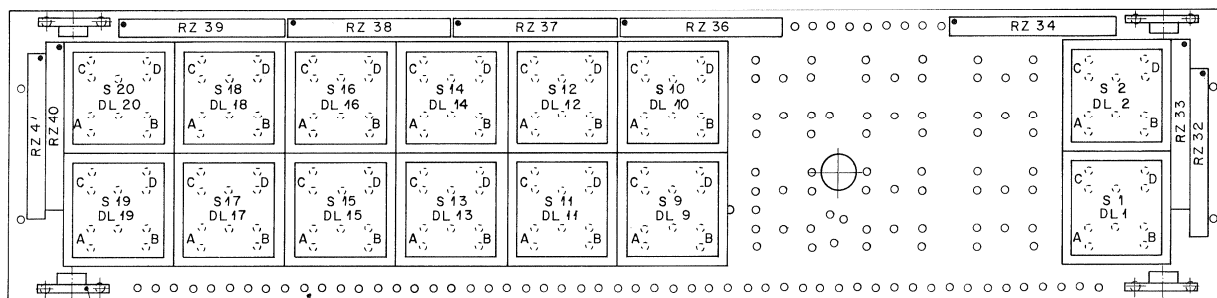 RZ 39 RZ 38 RZ 37 RZ 36 RZ 34
C D C D C D C D C D C D C D
S 20 S 18 S 16 S 14 S 12 S 10 S 2
DL 20 DL 18 DL 16 DL 14 DL 12 DL 10 DL 2
A B A B A B A B A B A B A B
RZ 41 RZ 40 RZ 33 RZ 32
C D C D C D C D C D C D C D
S 19 S 17 S 15 S 13 S 11 S 9 S 1
DL 19 DL 17 DL 15 DL 13 DL 11 DL 9 DL 1
A B A B A B A B A B A B A B